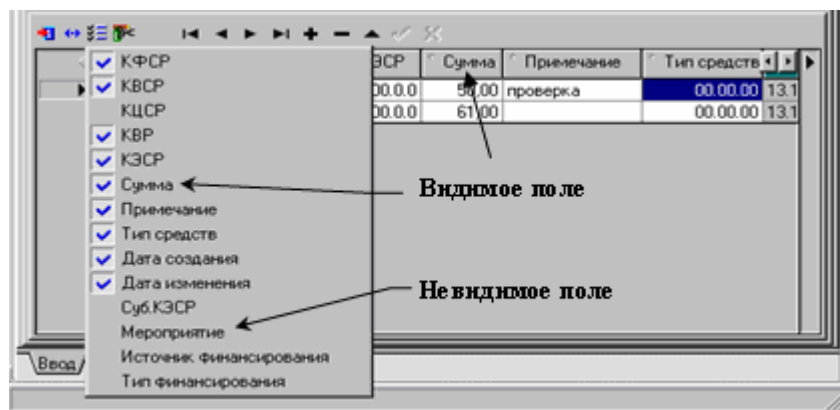 ЭСР Сумма Примечание Тип средств
00.0.0 50,00 проверка 00.00.00 13.1
00.0.0 61,00 00.00.00 13.1
КФСР
КВСР
КЦСР
КВР
КЭСР
Сумма
Примечание
Тип средств
Дата создания
Дата изменения
Суб.КЭСР
Мероприятие
Источник финансирования
Тип финансирования
Видимое поле
Невидимое поле
Ввод